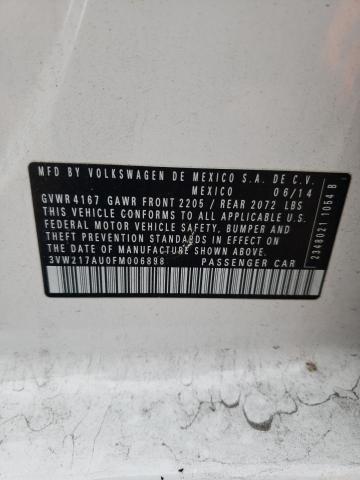 MFD BY VOLKSWAGEN DE MEXICO S.A. DE C.V.
MEXICO 06/14
GVWR 4167 GAWR FRONT 2205 / REAR 2072 LBS
THIS VEHICLE CONFORMS TO ALL APPLICABLE U.S.
FEDERAL MOTOR VEHICLE SAFETY, BUMPER AND
THEFT PREVENTION STANDARDS IN EFFECT ON
THE DATE OF MANUFACTURE SHOWN ABOVE.
3VW217AU0FM006898 PASSENGER CAR
2348021 1054 B